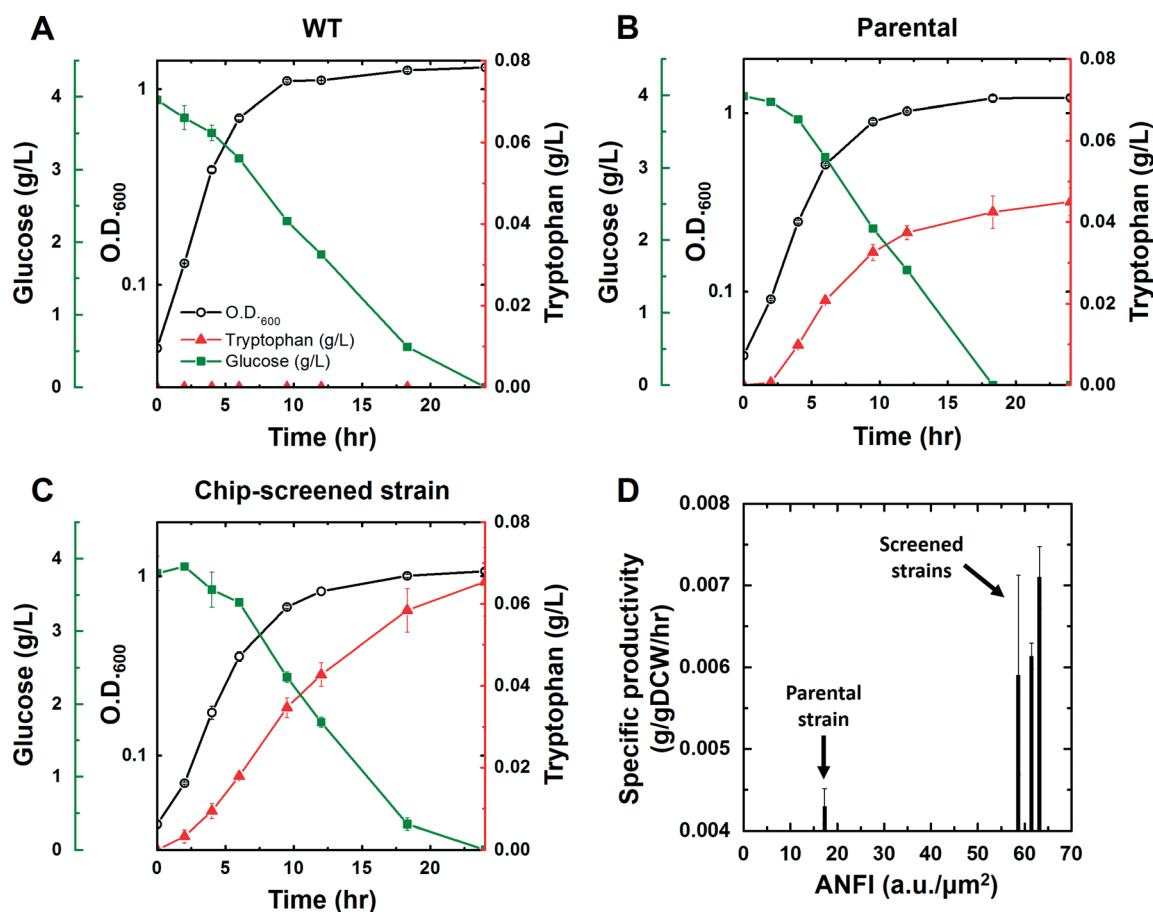 A
WT
Glucose (g/L)
4
3
2
1
0
O.D.₆₀₀
1
0.1
O.D.₆₀₀
Tryptophan (g/L)
Glucose (g/L)
0.08
0.06
0.04
0.02
0.00
Tryptophan (g/L)
0 5 10 15 20
Time (hr)
B
Parental
Glucose (g/L)
4
3
2
1
0
O.D.₆₀₀
1
0.1
0.08
0.06
0.04
0.02
0.00
Tryptophan (g/L)
0 5 10 15 20
Time (hr)
C
Chip-screened strain
Glucose (g/L)
4
3
2
1
0
O.D.₆₀₀
1
0.1
0.08
0.06
0.04
0.02
0.00
Tryptophan (g/L)
0 5 10 15 20
Time (hr)
D
Specific productivity
(g/gDCW/hr)
0.008
0.007
0.006
0.005
0.004
Screened
strains
Parental
strain
0 10 20 30 40 50 60 70
ANFI (a.u./µm²)